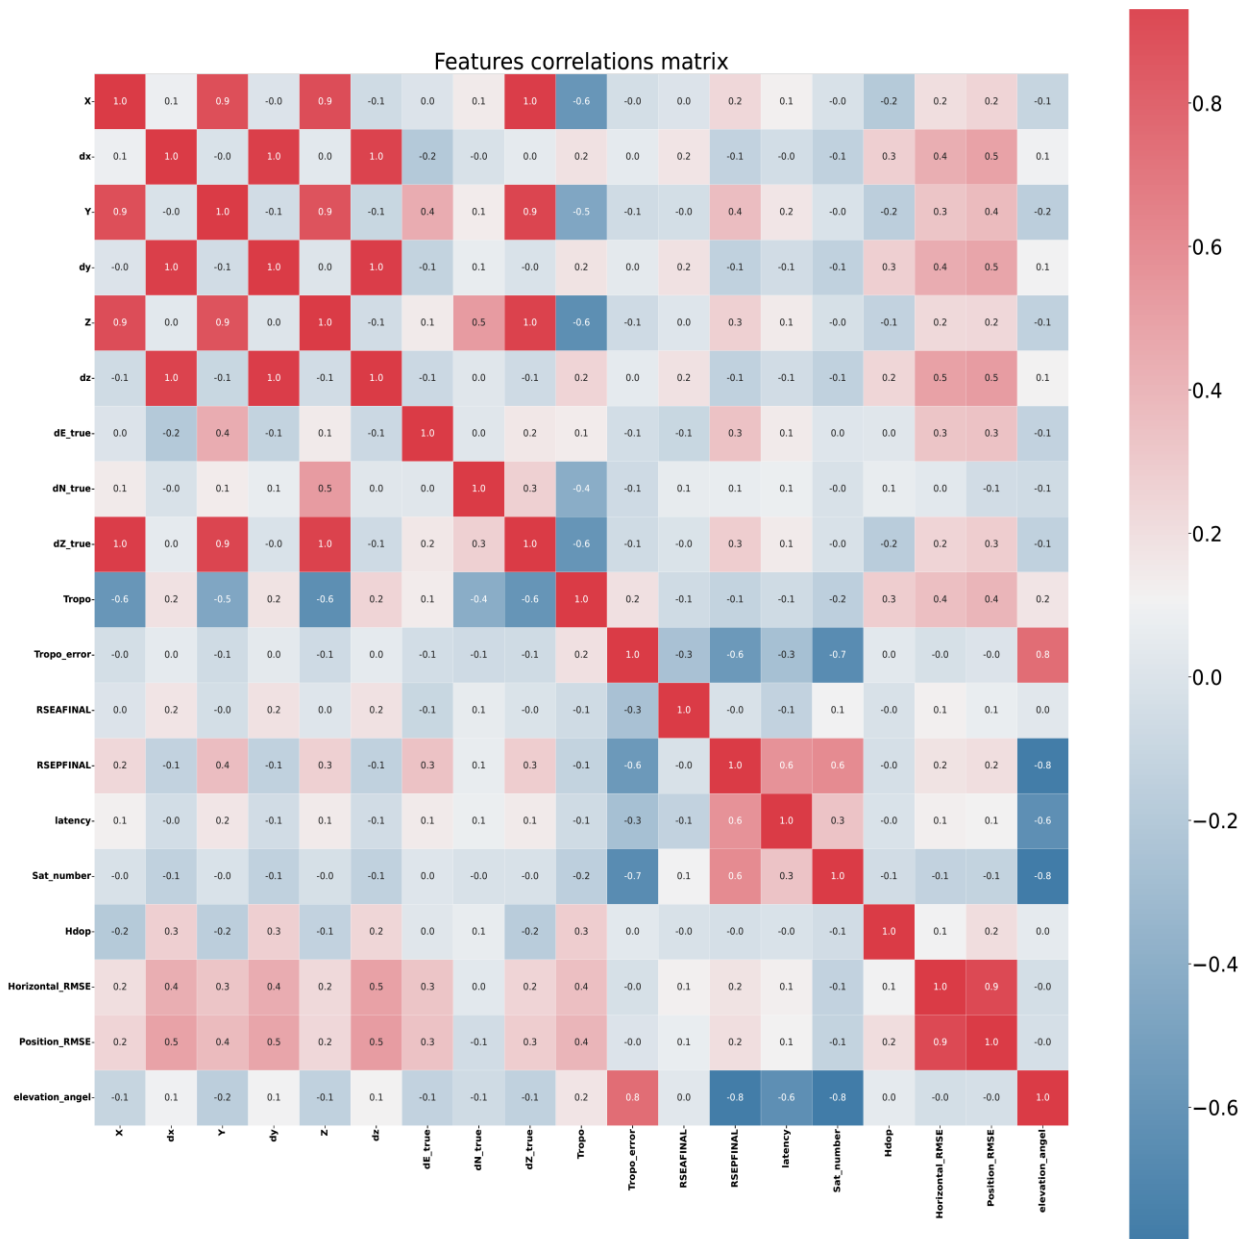 Features correlations matrix
X 1.0 0.1 0.9 -0.0 0.9 -0.1 0.0 0.1 1.0 -0.6 -0.0 0.0 0.2 0.1 -0.0 -0.2 0.2 0.2 -0.1
dx 0.1 1.0 -0.0 1.0 0.0 1.0 -0.2 -0.0 0.0 0.2 0.0 0.2 -0.1 -0.0 -0.1 0.3 0.4 0.5 0.1
Y 0.9 -0.0 1.0 -0.1 0.9 -0.1 0.4 0.1 0.9 -0.5 -0.1 -0.0 0.4 0.2 -0.0 -0.2 0.3 0.4 -0.2
dy -0.0 1.0 -0.1 1.0 0.0 1.0 -0.1 0.1 -0.0 0.2 0.0 0.2 -0.1 -0.1 -0.1 0.3 0.4 0.5 0.1
Z 0.9 0.0 0.9 0.0 1.0 -0.1 0.1 0.5 1.0 -0.6 -0.1 0.0 0.3 0.1 -0.0 -0.1 0.2 0.2 -0.1
dz -0.1 1.0 -0.1 1.0 -0.1 1.0 -0.1 0.0 -0.1 0.2 0.0 0.2 -0.1 -0.1 -0.1 0.2 0.5 0.5 0.1
dE_true 0.0 -0.2 0.4 -0.1 0.1 -0.1 1.0 0.0 0.2 0.1 -0.1 -0.1 0.3 0.1 0.0 0.0 0.3 0.3 -0.1
dN_true 0.1 -0.0 0.1 0.1 0.5 0.0 0.0 1.0 0.3 -0.4 -0.1 0.1 0.1 0.1 -0.0 0.1 0.0 -0.1 -0.1
dZ_true 1.0 0.0 0.9 -0.0 1.0 -0.1 0.2 0.3 1.0 -0.6 -0.1 -0.0 0.3 0.1 -0.0 -0.2 0.2 0.3 -0.1
Tropo -0.6 0.2 -0.5 0.2 -0.6 0.2 0.1 -0.4 -0.6 1.0 0.2 -0.1 -0.1 -0.1 -0.2 0.3 0.4 0.4 0.2
Tropo_error -0.0 0.0 -0.1 0.0 -0.1 0.0 -0.1 -0.1 -0.1 0.2 1.0 -0.3 -0.6 -0.3 -0.7 0.0 -0.0 -0.0 0.8
RSEAFINAL 0.0 0.2 -0.0 0.2 0.0 0.2 -0.1 0.1 -0.0 -0.1 -0.3 1.0 -0.0 -0.1 0.1 -0.0 0.1 0.1 0.0
RSEPFINAL 0.2 -0.1 0.4 -0.1 0.3 -0.1 0.3 0.1 0.3 -0.1 -0.6 -0.0 1.0 0.6 0.6 -0.0 0.2 0.2 -0.8
latency 0.1 -0.0 0.2 -0.1 0.1 -0.1 0.1 0.1 0.1 -0.1 -0.3 -0.1 0.6 1.0 0.3 -0.0 0.1 0.1 -0.6
Sat_number -0.0 -0.1 -0.0 -0.1 -0.0 -0.1 0.0 -0.0 -0.0 -0.2 -0.7 0.1 0.6 0.3 1.0 -0.1 -0.1 -0.1 -0.8
Hdop -0.2 0.3 -0.2 0.3 -0.1 0.2 0.0 0.1 -0.2 0.3 0.0 -0.0 -0.0 -0.0 -0.1 1.0 0.1 0.2 0.0
Horizontal_RMSE 0.2 0.4 0.3 0.4 0.2 0.5 0.3 0.0 0.2 0.4 -0.0 0.1 0.2 0.1 -0.1 0.1 1.0 0.9 -0.0
Position_RMSE 0.2 0.5 0.4 0.5 0.2 0.5 0.3 -0.1 0.3 0.4 -0.0 0.1 0.2 0.1 -0.1 0.2 0.9 1.0 -0.0
elevation_angel -0.1 0.1 -0.2 0.1 -0.1 0.1 -0.1 -0.1 -0.1 0.2 0.8 0.0 -0.8 -0.6 -0.8 0.0 -0.0 -0.0 1.0
X dx Y dy Z dz dE_true dN_true dZ_true Tropo Tropo_error RSEAFINAL RSEPFINAL latency Sat_number Hdop Horizontal_RMSE Position_RMSE elevation_angel
0.8
0.6
0.4
0.2
0.0
−0.2
−0.4
−0.6